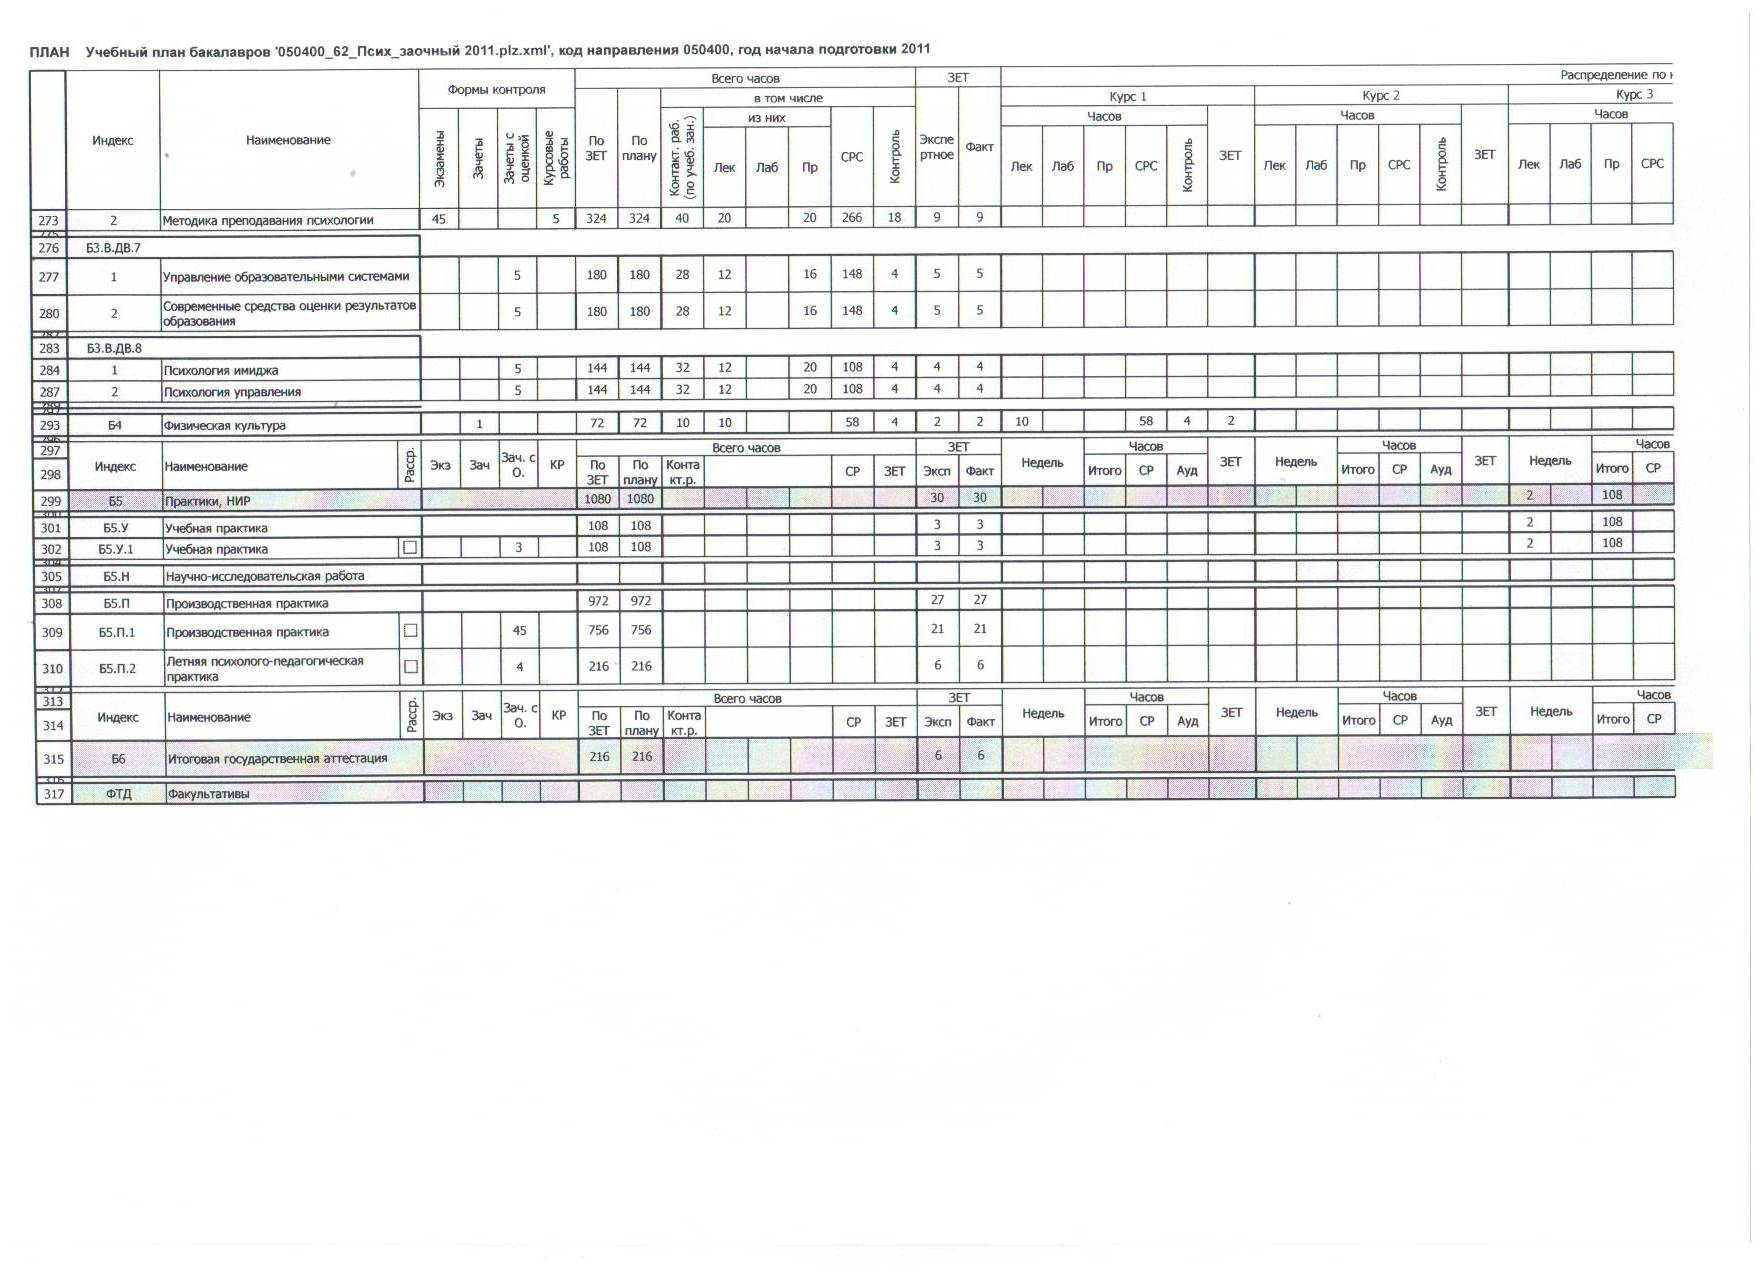 ПЛАН Учебный план бакалавров '050400_62_Псих_заочный 2011.plz.xml', код направления 050400, год начала подготовки 2011
Индекс Наименование Формы контроля Всего часов ЗЕТ Распределение по к
в том числе Курс 1 Курс 2 Курс 3
из них Часов Часов Часов
Экзамены Зачеты Зачеты с оценкой Курсовые работы По ЗЕТ По плану Контакт. раб. (по учеб. зан.) Лек Лаб Пр СРС Контроль Экспе ртное Факт Лек Лаб Пр СРС Контроль ЗЕТ Лек Лаб Пр СРС Контроль ЗЕТ Лек Лаб Пр СРС
273 2 Методика преподавания психологии 45 5 324 324 40 20 20 266 18 9 9
276 Б3.В.ДВ.7
277 1 Управление образовательными системами 5 180 180 28 12 16 148 4 5 5
280 2 Современные средства оценки результатов образования 5 180 180 28 12 16 148 4 5 5
283 Б3.В.ДВ.8
284 1 Психология имиджа 5 144 144 32 12 20 108 4 4 4
287 2 Психология управления 5 144 144 32 12 20 108 4 4 4
293 Б4 Физическая культура 1 72 72 10 10 58 4 2 2 10 58 4 2
297 Всего часов ЗЕТ Часов Часов Часов
298 Индекс Наименование Расср. Экз Зач Зач. с О. КР По ЗЕТ По плану Конта кт.р. СР ЗЕТ Эксп Факт Недель Итого СР Ауд ЗЕТ Недель Итого СР Ауд ЗЕТ Недель Итого СР
299 Б5 Практики, НИР 1080 1080 30 30 2 108
301 Б5.У Учебная практика 108 108 3 3 2 108
302 Б5.У.1 Учебная практика 3 108 108 3 3 2 108
305 Б5.Н Научно-исследовательская работа
308 Б5.П Производственная практика 972 972 27 27
309 Б5.П.1 Производственная практика 45 756 756 21 21
310 Б5.П.2 Летняя психолого-педагогическая практика 4 216 216 6 6
313 Всего часов ЗЕТ Часов Часов Часов
314 Индекс Наименование Расср. Экз Зач Зач. с О. КР По ЗЕТ По плану Конта кт.р. СР ЗЕТ Эксп Факт Недель Итого СР Ауд ЗЕТ Недель Итого СР Ауд ЗЕТ Недель Итого СР
315 Б6 Итоговая государственная аттестация 216 216 6 6
317 ФТД Факультативы